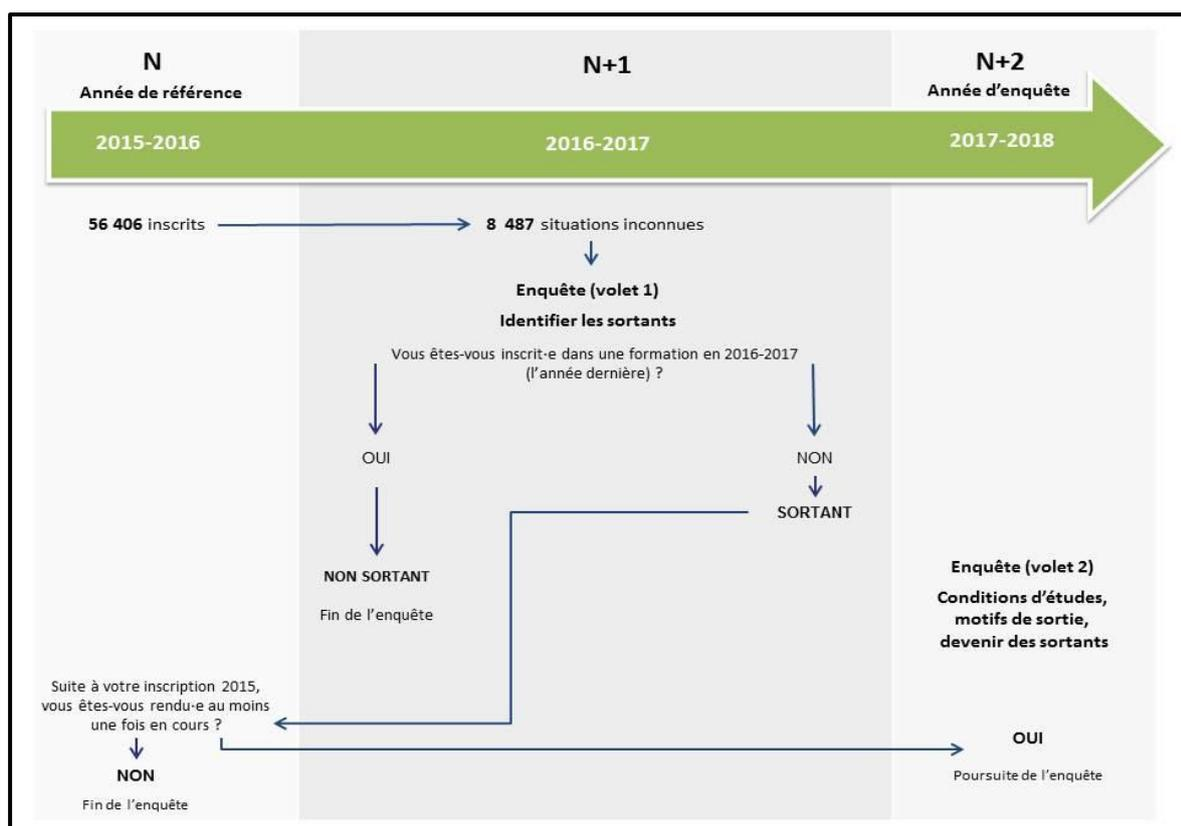 N
Année de référence
N+1
N+2
Année d'enquête
2015-2016
2016-2017
2017-2018
56 406 inscrits
8 487 situations inconnues
Enquête (volet 1)
Identifier les sortants
Vous êtes-vous inscrit·e dans une formation en 2016-2017
(l'année dernière) ?
OUI
NON
SORTANT
NON SORTANT
Fin de l'enquête
Enquête (volet 2)
Conditions d'études,
motifs de sortie,
devenir des sortants
Suite à votre inscription 2015,
vous êtes-vous rendu·e au moins
une fois en cours ?
NON
Fin de l'enquête
OUI
Poursuite de l'enquête